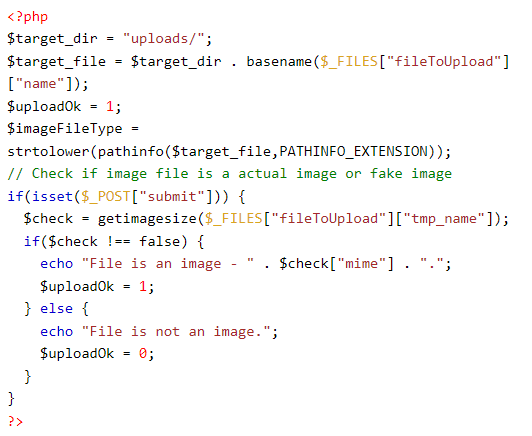 <?php
$target_dir = "uploads/";
$target_file = $target_dir . basename($_FILES["fileToUpload"]
["name"]);
$uploadOk = 1;
$imageFileType =
strtolower(pathinfo($target_file,PATHINFO_EXTENSION));
// Check if image file is a actual image or fake image
if(isset($_POST["submit"])) {
  $check = getimagesize($_FILES["fileToUpload"]["tmp_name"]);
  if($check !== false) {
    echo "File is an image - " . $check["mime"] . ".";
    $uploadOk = 1;
  } else {
    echo "File is not an image.";
    $uploadOk = 0;
  }
}
?>